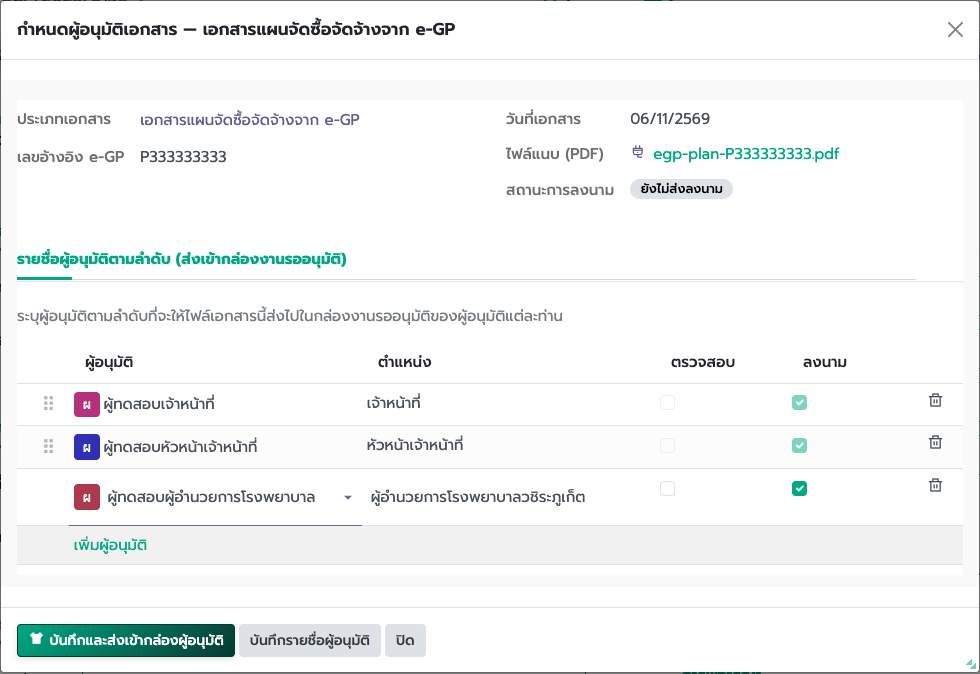 กำหนดผู้อนุมัติเอกสาร — เอกสารแผนจัดซื้อจัดจ้างจาก e-GP
ประเภทเอกสาร เอกสารแผนจัดซื้อจัดจ้างจาก e-GP
วันที่เอกสาร 06/11/2569
เลขอ้างอิง e-GP P333333333
ไฟล์แนบ (PDF) egp-plan-P333333333.pdf
สถานะการลงนาม ยังไม่ส่งลงนาม
รายชื่อผู้อนุมัติตามลำดับ (ส่งเข้ากล่องงานรออนุมัติ)
ระบุผู้อนุมัติตามลำดับที่จะให้ไฟล์เอกสารนี้ส่งไปในกล่องงานรออนุมัติของผู้อนุมัติแต่ละท่าน
ผู้อนุมัติ ตำแหน่ง ตรวจสอบ ลงนาม
ผ ผู้ทดสอบเจ้าหน้าที่ เจ้าหน้าที่
ผ ผู้ทดสอบหัวหน้าเจ้าหน้าที่ หัวหน้าเจ้าหน้าที่
ผ ผู้ทดสอบผู้อำนวยการโรงพยาบาล ผู้อำนวยการโรงพยาบาลวชิระภูเก็ต
เพิ่มผู้อนุมัติ
บันทึกและส่งเข้ากล่องผู้อนุมัติ บันทึกรายชื่อผู้อนุมัติ ปิด